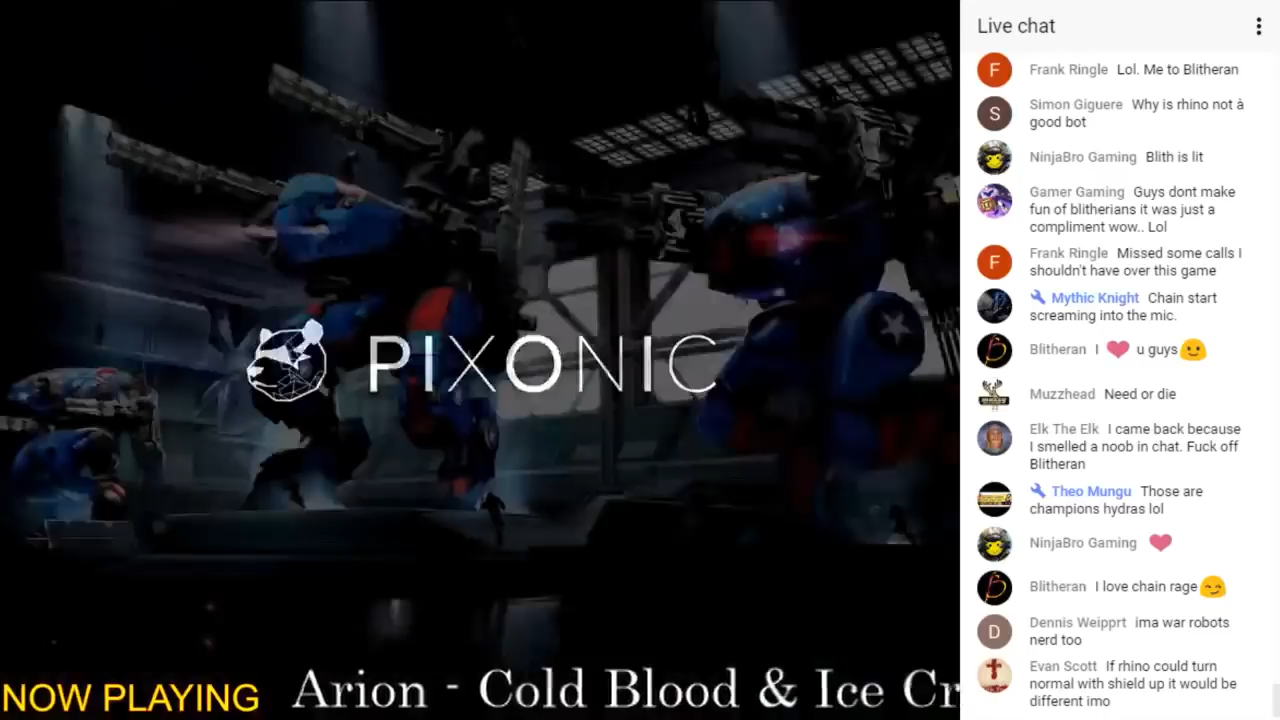 PIXONIC
NOW PLAYING
Arion - Cold Blood & Ice Cr
Live chat
F
Frank Ringle Lol. Me to Blitheran
S
Simon Giguere Why is rhino not à
good bot
NinjaBro Gaming Blith is lit
Gamer Gaming Guys dont make
fun of blitherians it was just a
compliment wow.. Lol
F
Frank Ringle Missed some calls I
shouldn't have over this game
Mythic Knight Chain start
screaming into the mic.
Blitheran I ❤ u guys🙂
Muzzhead Need or die
Elk The Elk I came back because
I smelled a noob in chat. Fuck off
Blitheran
Theo Mungu Those are
champions hydras lol
NinjaBro Gaming ❤
Blitheran I love chain rage😏
D
Dennis Weipprt ima war robots
nerd too
Evan Scott If rhino could turn
normal with shield up it would be
different imo